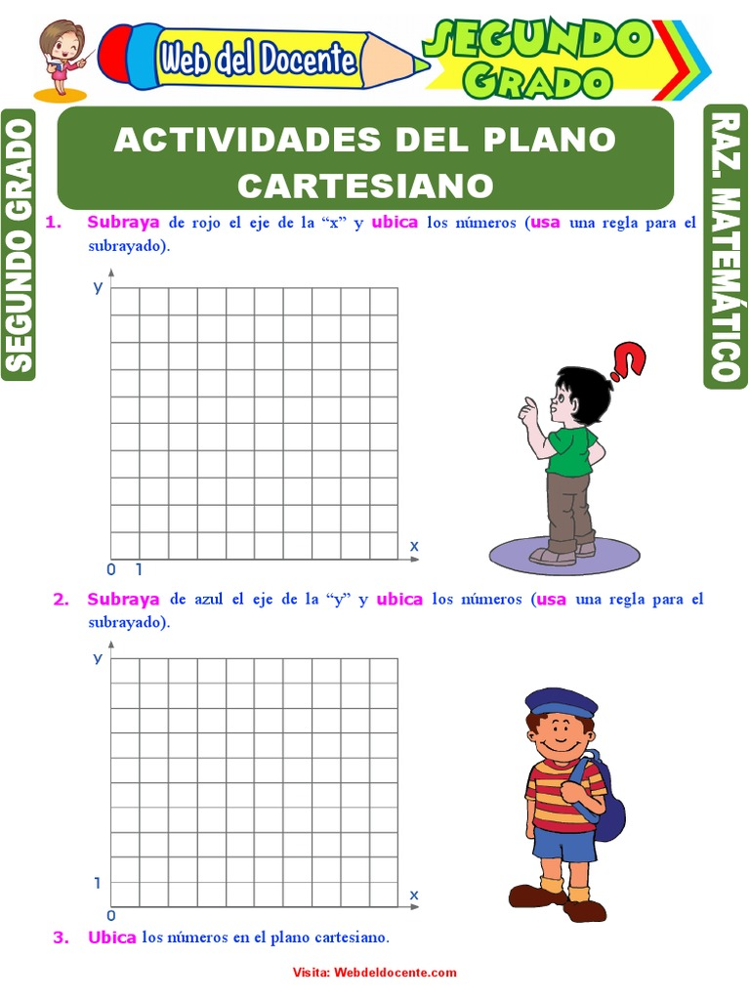 Web del Docente
SEGUNDO
GRADO
SEGUNDO GRADO
ACTIVIDADES DEL PLANO
CARTESIANO
RAZ. MATEMÁTICO
1. Subraya de rojo el eje de la “x” y ubica los números (usa una regla para el
subrayado).
y
x
0 1
2. Subraya de azul el eje de la “y” y ubica los números (usa una regla para el
subrayado).
y
1
x
0
3. Ubica los números en el plano cartesiano.
Visita: Webdeldocente.com